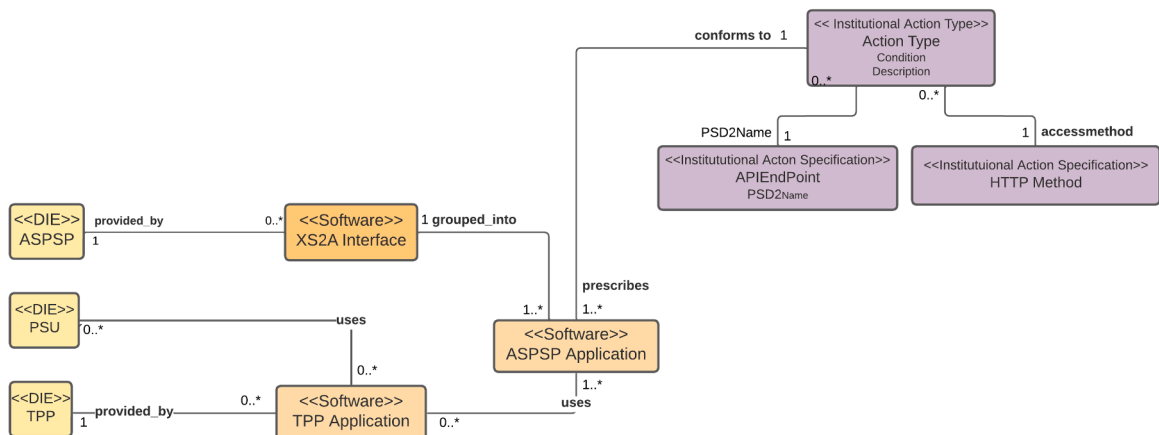 << Institutional Action Type>>
Action Type
Condition
Description
conforms to 1
0..*
0..*
PSD2Name 1
1 accessmethod
<<Institututional Acton Specification>>
APIEndPoint
PSD2Name
<<Instituituional Action Specification>>
HTTP Method
<<DIE>>
ASPSP
provided_by
1
0..*
<<Software>>
XS2A Interface
1 grouped_into
prescribes
1..*
1..*
<<DIE>>
PSU
0..*
uses
0..*
<<Software>>
ASPSP Application
1..*
uses
0..*
<<DIE>>
TPP
1
provided_by
0..*
<<Software>>
TPP Application